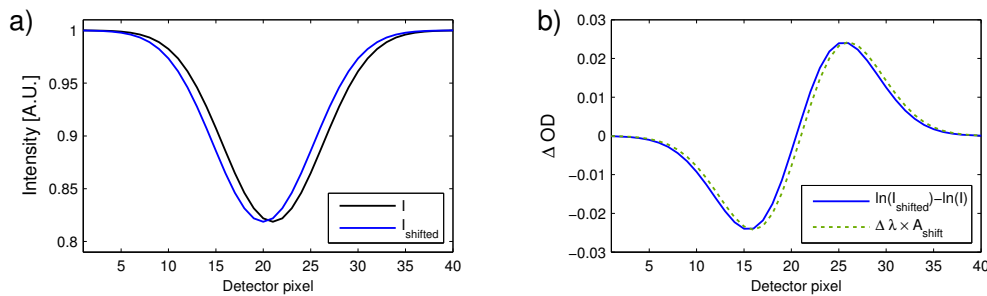 a)
Intensity [A.U.]
1
0.95
0.9
0.85
0.8
5 10 15 20 25 30 35 40
Detector pixel
I
I_shifted
b)
Δ OD
0.03
0.02
0.01
0
−0.01
−0.02
−0.03
5 10 15 20 25 30 35 40
Detector pixel
ln(I_shifted)−ln(I)
Δ λ × A_shift